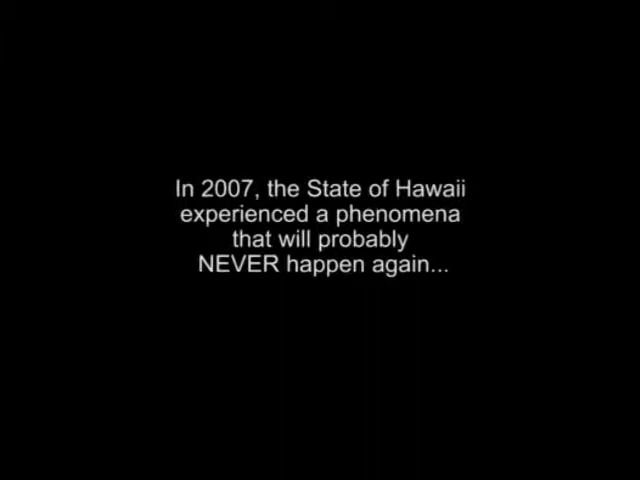 In 2007, the State of Hawaii
experienced a phenomena
that will probably
NEVER happen again...